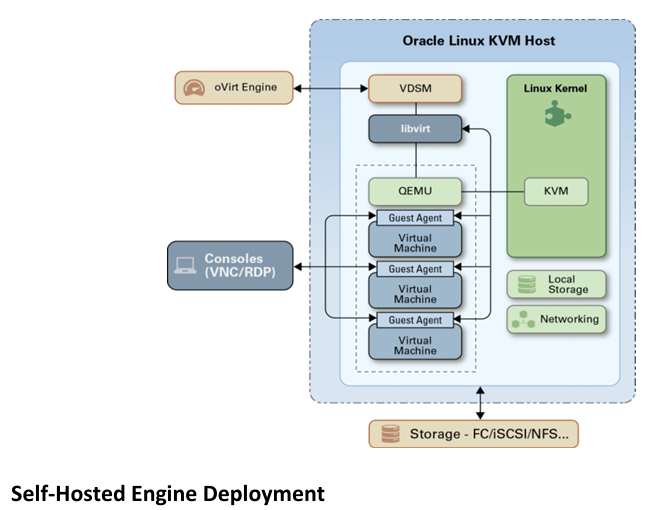 Oracle Linux KVM Host
oVirt Engine
VDSM
Linux Kernel
libvirt
QEMU
KVM
Guest Agent
Virtual
Machine
Consoles
(VNC/RDP)
Guest Agent
Virtual
Machine
Local
Storage
Guest Agent
Virtual
Machine
Networking
Storage - FC/iSCSI/NFS...
Self-Hosted Engine Deployment